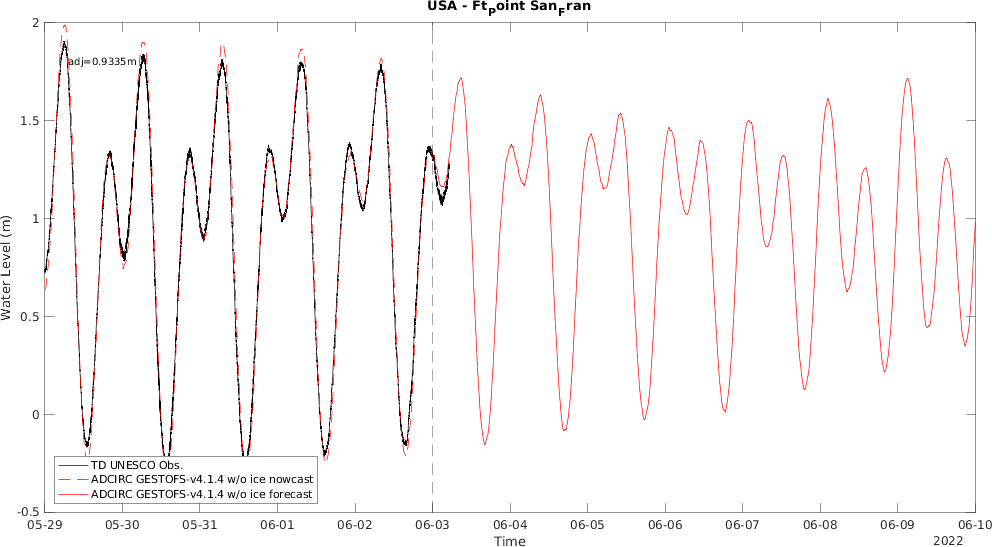 USA - Ft_Point San_Fran
2
1.5
1
0.5
0
-0.5
Water Level (m)
adj=0.9335m
TD UNESCO Obs.
ADCIRC GESTOFS-v4.1.4 w/o ice nowcast
ADCIRC GESTOFS-v4.1.4 w/o ice forecast
05-29 05-30 05-31 06-01 06-02 06-03 06-04 06-05 06-06 06-07 06-08 06-09 06-10
Time
2022